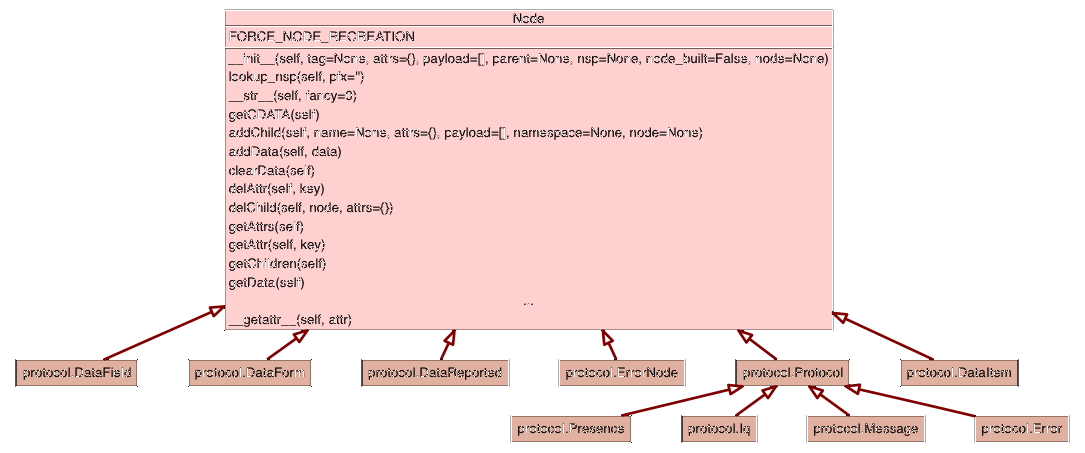 Node
FORCE_NODE_RECREATION
__init__(self, tag=None, attrs={}, payload=[], parent=None, nsp=None, node_built=False, node=None)
lookup_nsp(self, pfx='')
__str__(self, fancy=0)
getCDATA(self)
addChild(self, name=None, attrs={}, payload=[], namespace=None, node=None)
addData(self, data)
clearData(self)
delAttr(self, key)
delChild(self, node, attrs={})
getAttrs(self)
getAttr(self, key)
getChildren(self)
getData(self)
...
__getattr__(self, attr)
protocol.DataField
protocol.DataForm
protocol.DataReported
protocol.ErrorNode
protocol.Protocol
protocol.DataItem
protocol.Presence
protocol.Iq
protocol.Message
protocol.Error